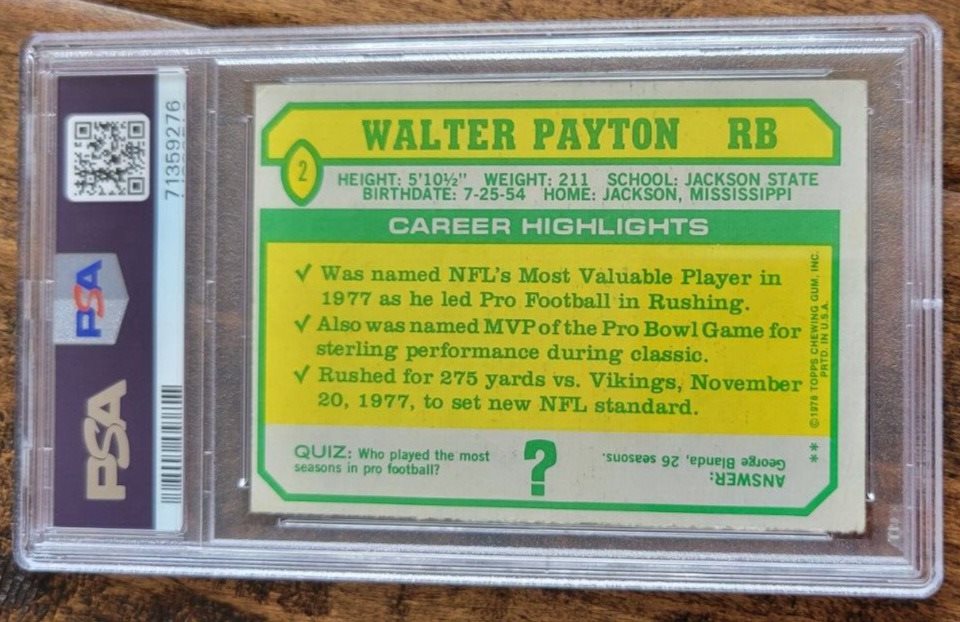 WALTER PAYTON RB
2
HEIGHT: 5'10½" WEIGHT: 211 SCHOOL: JACKSON STATE
BIRTHDATE: 7-25-54 HOME: JACKSON, MISSISSIPPI
CAREER HIGHLIGHTS
✓ Was named NFL's Most Valuable Player in
1977 as he led Pro Football in Rushing.
✓ Also was named MVP of the Pro Bowl Game for
sterling performance during classic.
✓ Rushed for 275 yards vs. Vikings, November
20, 1977, to set new NFL standard.
QUIZ: Who played the most
seasons in pro football?
?
ANSWER:
George Blanda, 26 seasons.
**
©1978 TOPPS CHEWING GUM, INC.
PRTD. IN U.S.A.
71359276
PSA
PSA